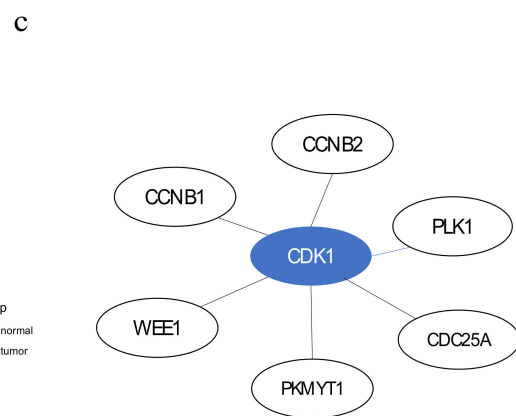 c
CCNB2
CCNB1
PLK1
CDK1
p
normal
tumor
WEE1
CDC25A
PKMYT1